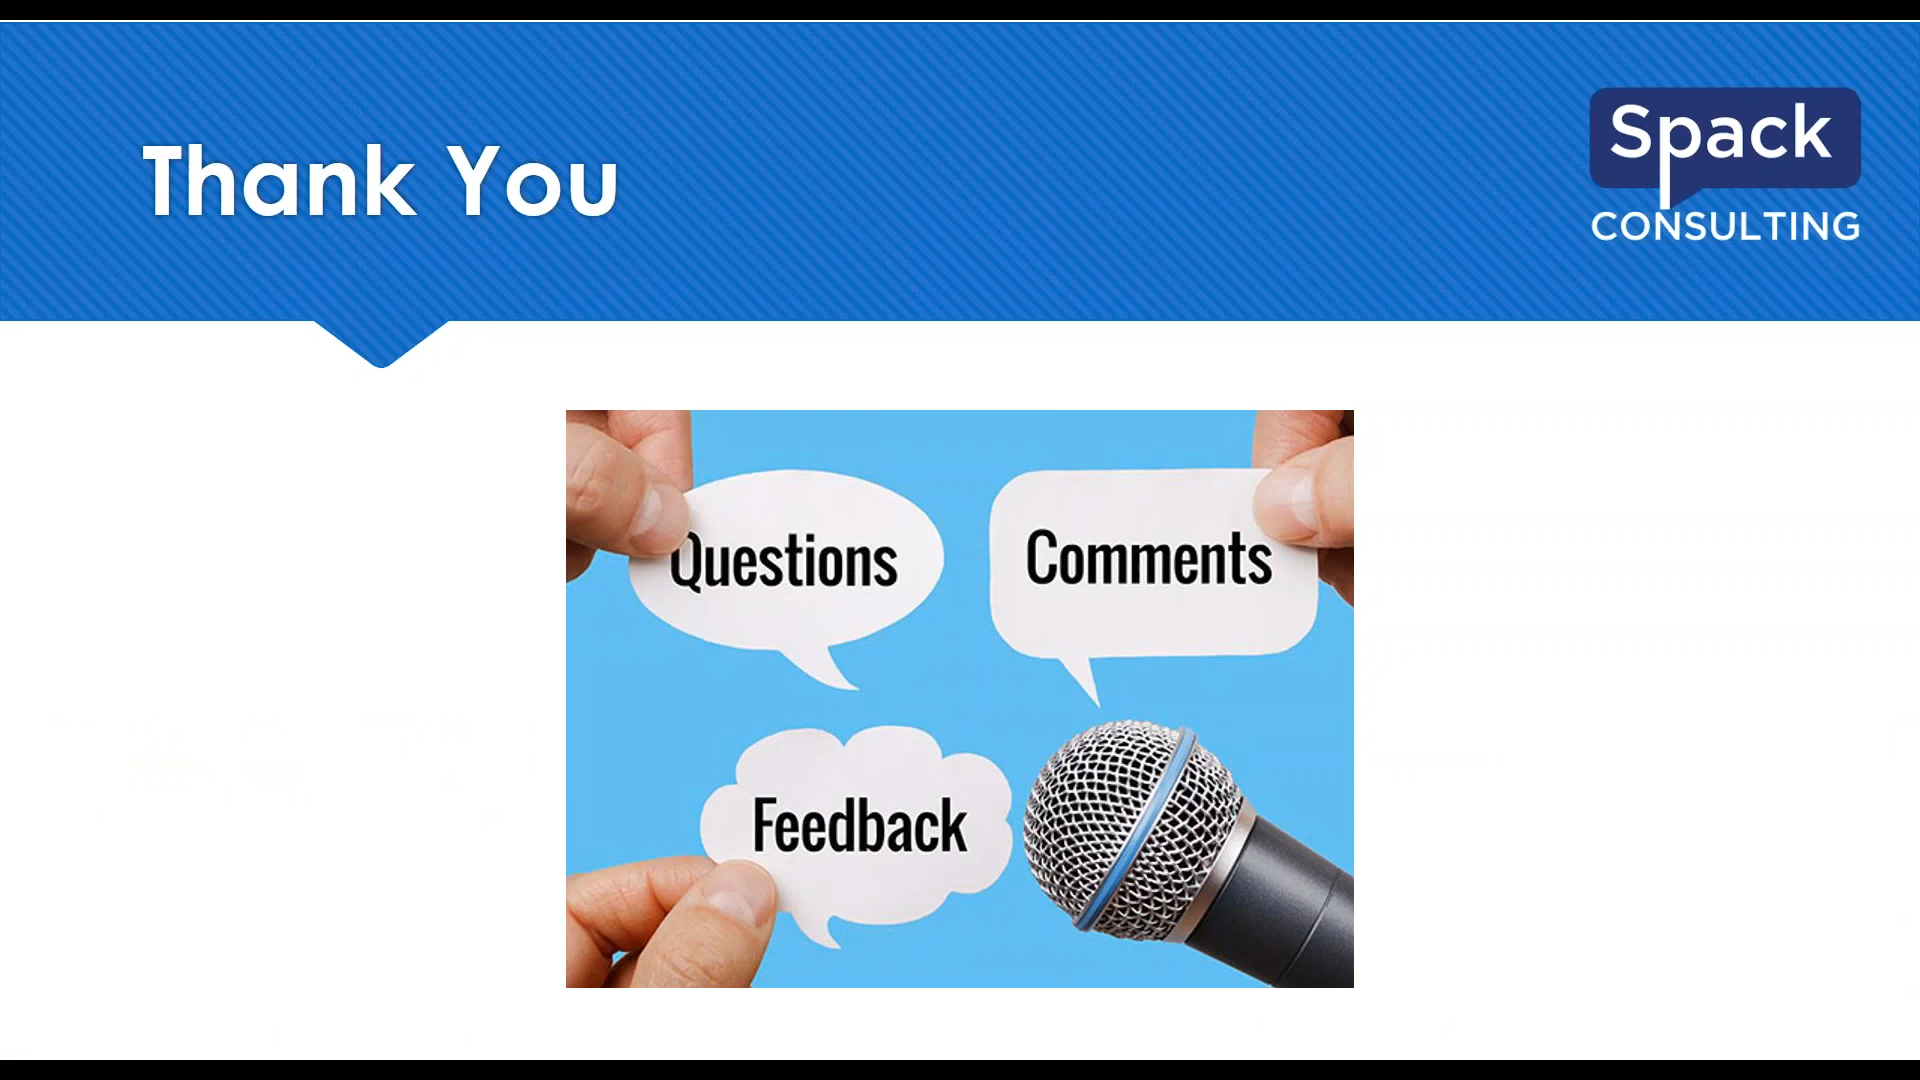 Thank You
Spack
CONSULTING
Questions
Comments
Feedback